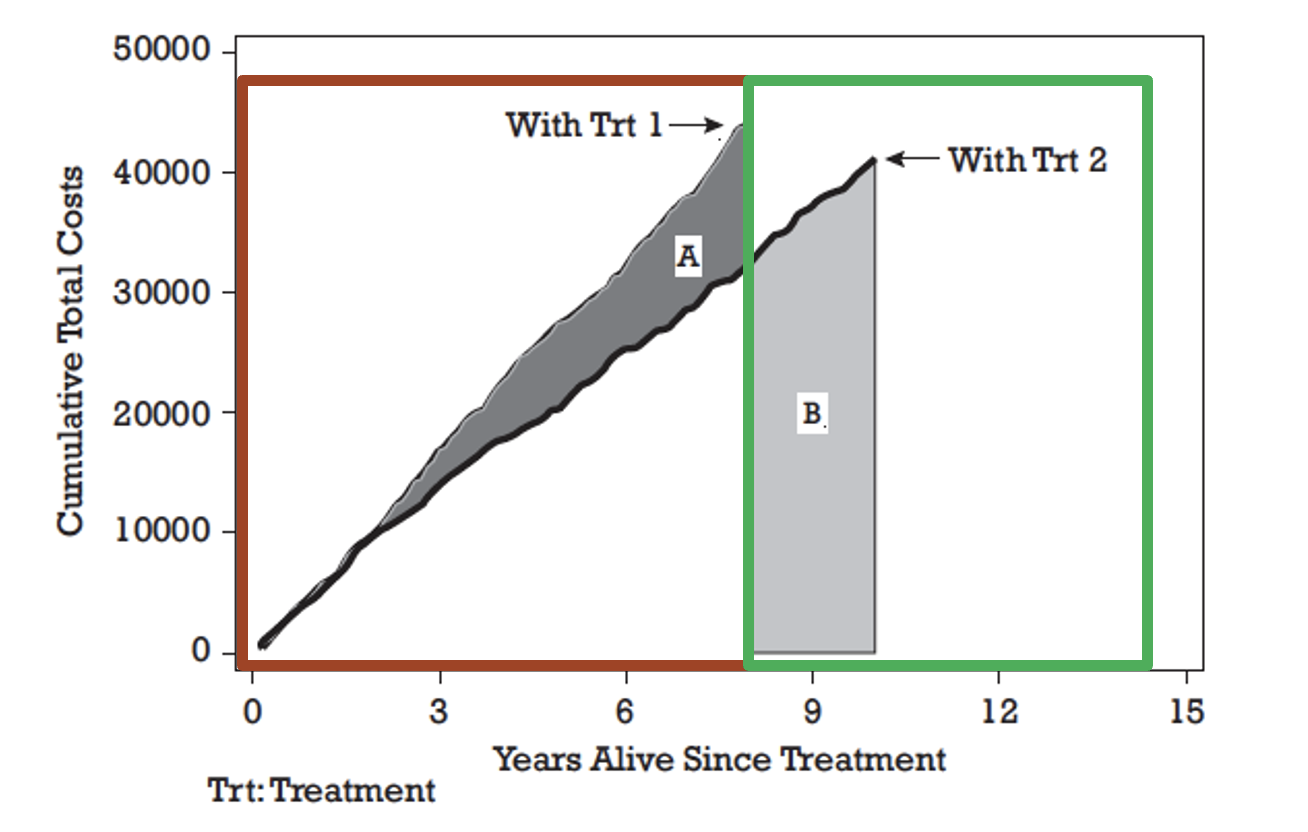 50000
With Trt 1
With Trt 2
40000
A
30000
20000
B
10000
0
Cumulative Total Costs
0 3 6 9 12 15
Years Alive Since Treatment
Trt: Treatment